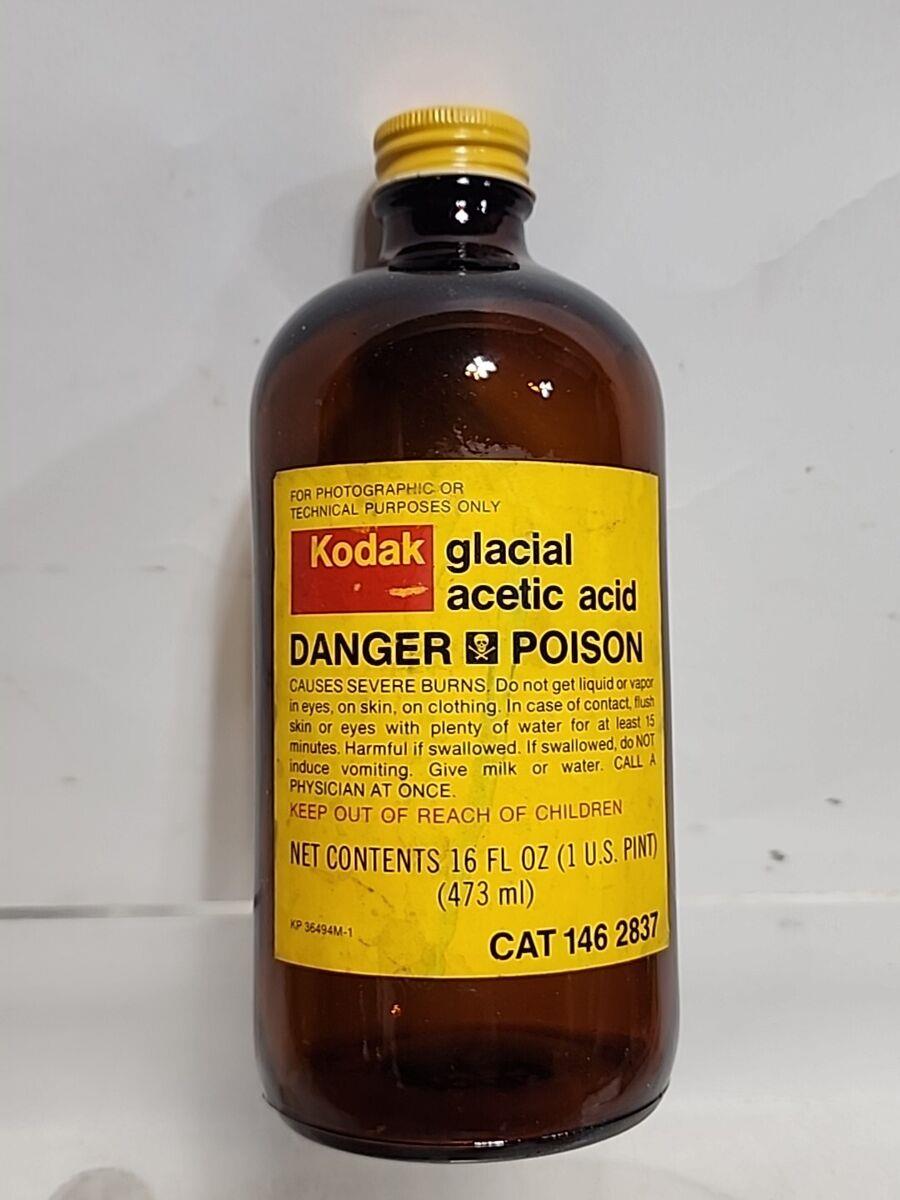 FOR PHOTOGRAPHIC OR
TECHNICAL PURPOSES ONLY
Kodak glacial
acetic acid
DANGER POISON
CAUSES SEVERE BURNS. Do not get liquid or vapor
in eyes, on skin, on clothing. In case of contact, flush
skin or eyes with plenty of water for at least 15
minutes. Harmful if swallowed. If swallowed, do NOT
induce vomiting. Give milk or water. CALL A
PHYSICIAN AT ONCE.
KEEP OUT OF REACH OF CHILDREN
NET CONTENTS 16 FL OZ (1 U.S. PINT)
(473 ml)
KP 36494M-1
CAT 146 2837